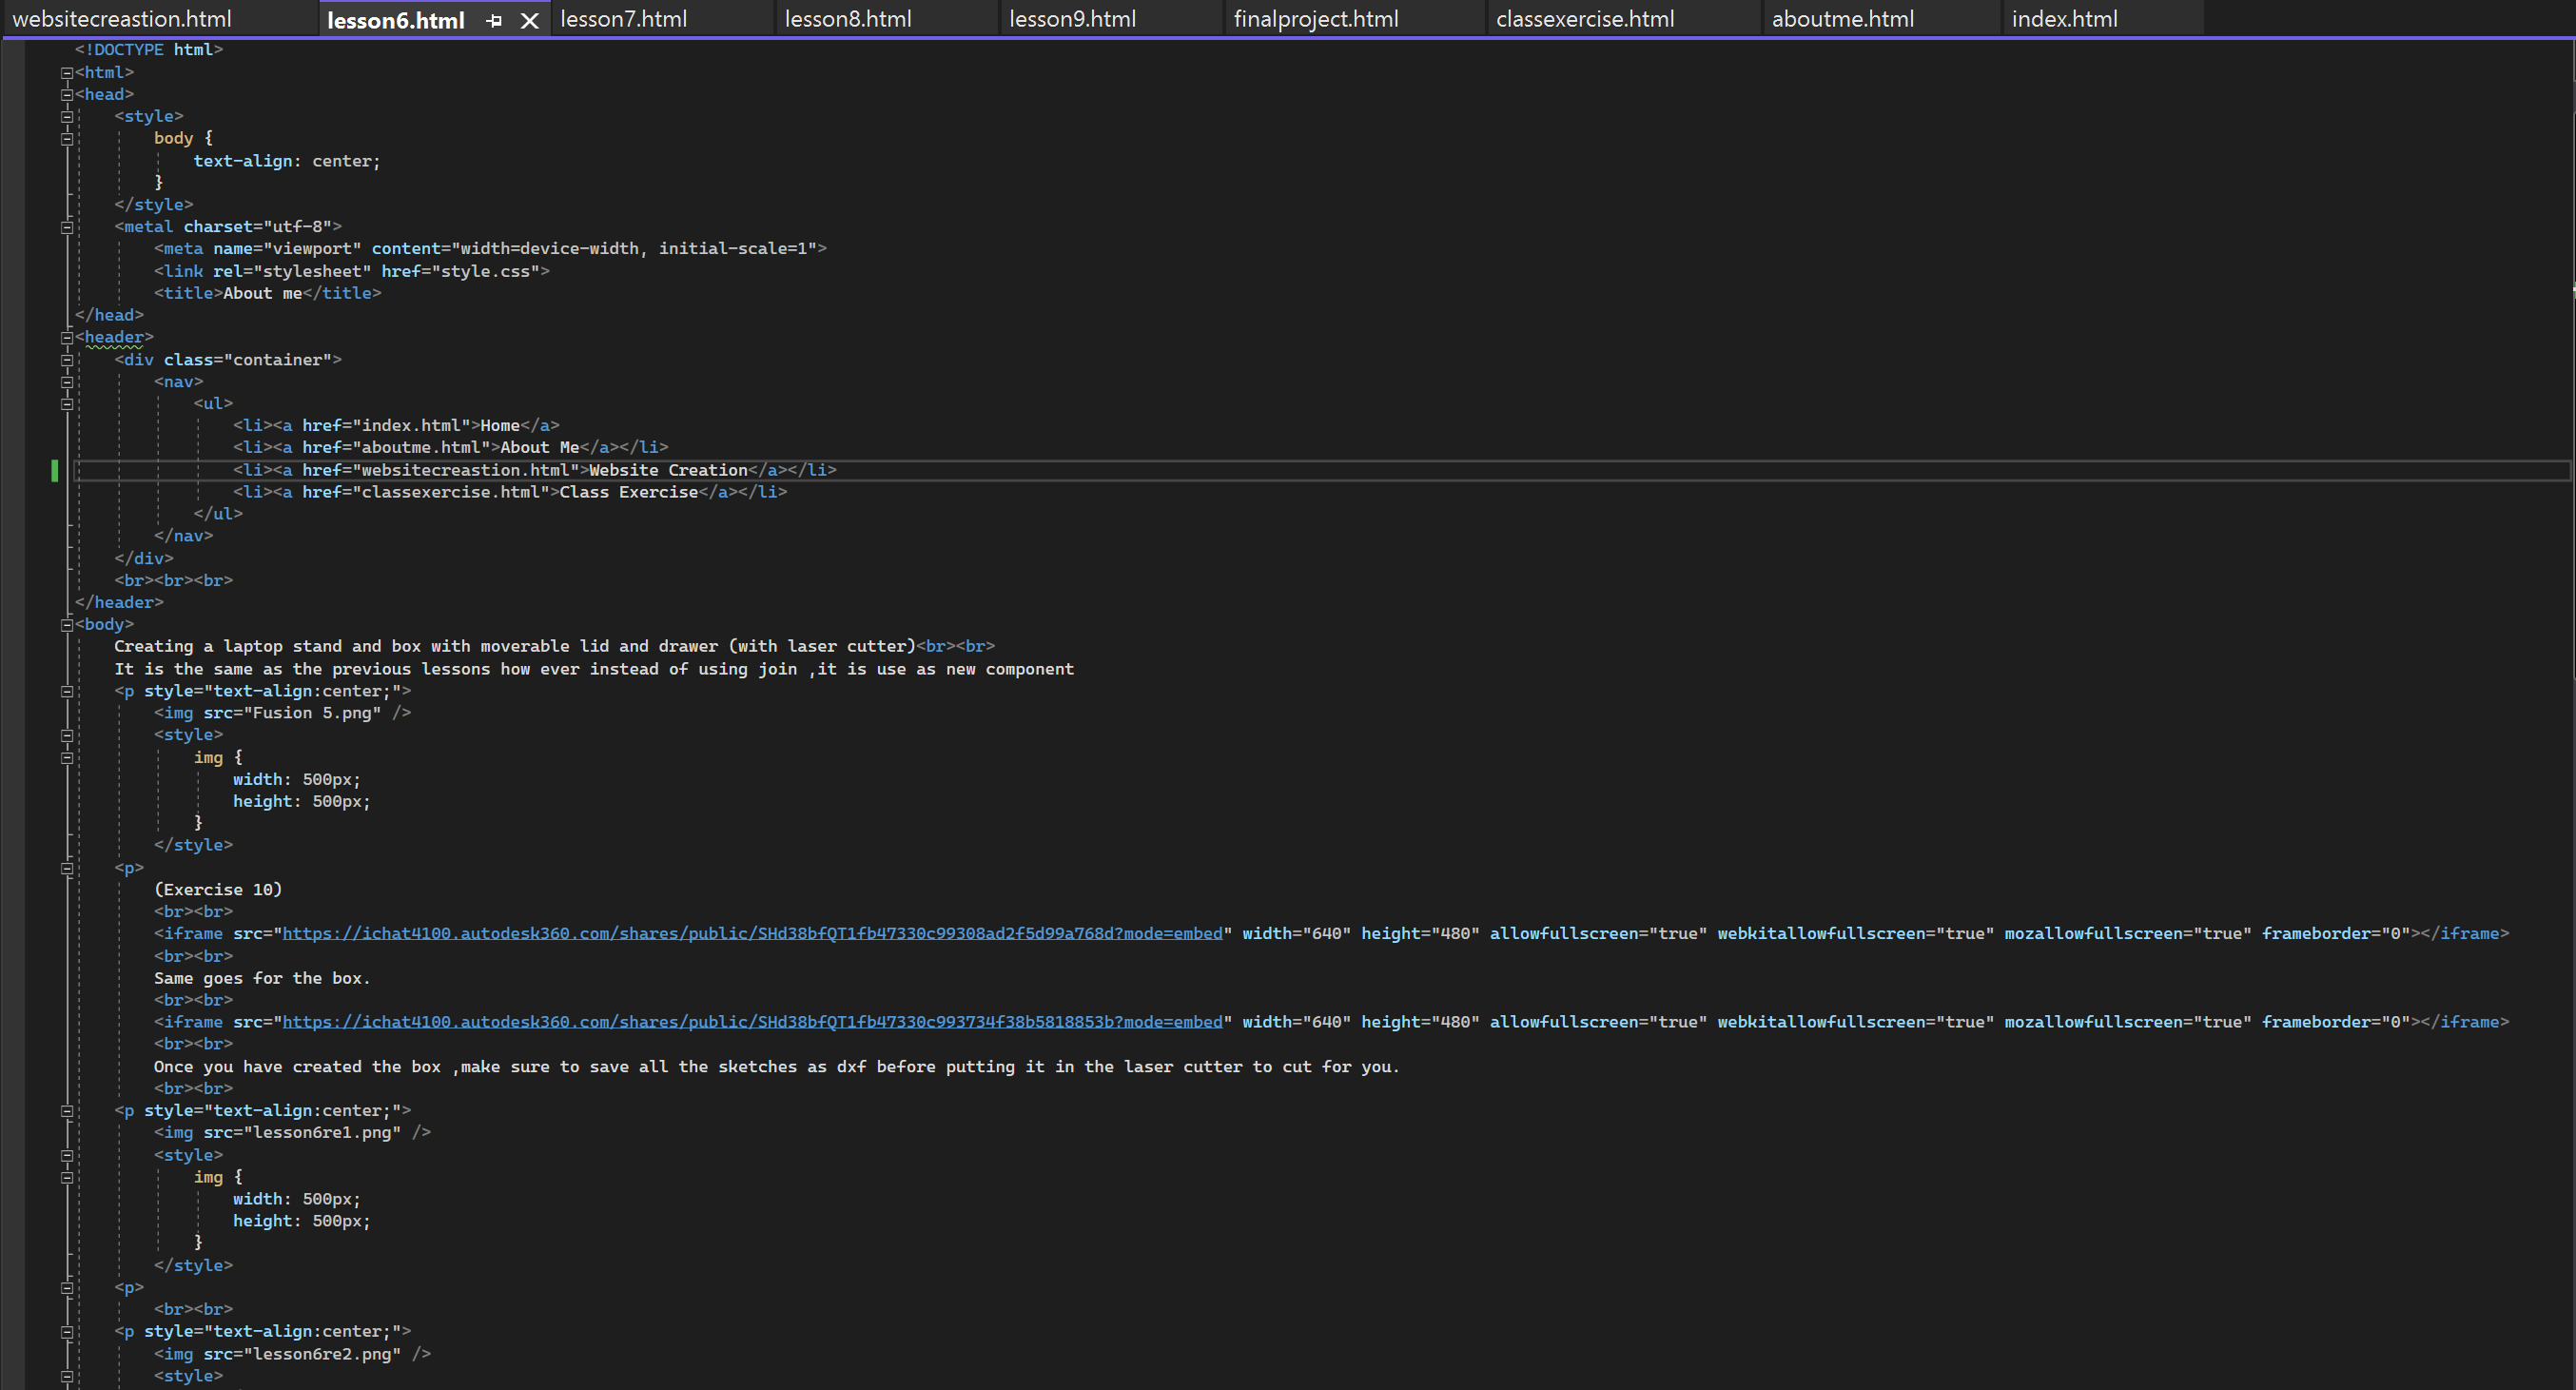 websitecreastion.html lesson6.html lesson7.html lesson8.html lesson9.html finalproject.html classexercise.html aboutme.html index.html
<!DOCTYPE html>
<html>
<head>
<style>
body {
text-align: center;
}
</style>
<metal charset="utf-8">
<meta name="viewport" content="width=device-width, initial-scale=1">
<link rel="stylesheet" href="style.css">
<title>About me</title>
</head>
<header>
<div class="container">
<nav>
<ul>
<li><a href="index.html">Home</a>
<li><a href="aboutme.html">About Me</a></li>
<li><a href="websitecreastion.html">Website Creation</a></li>
<li><a href="classexercise.html">Class Exercise</a></li>
</ul>
</nav>
</div>
<br><br><br>
</header>
<body>
Creating a laptop stand and box with moverable lid and drawer (with laser cutter)<br><br>
It is the same as the previous lessons how ever instead of using join ,it is use as new component
<p style="text-align:center;">
<img src="Fusion 5.png" />
<style>
img {
width: 500px;
height: 500px;
}
</style>
<p>
(Exercise 10)
<br><br>
<iframe src="https://ichat4100.autodesk360.com/shares/public/SHd38bfQT1fb47330c99308ad2f5d99a768d?mode=embed" width="640" height="480" allowfullscreen="true" webkitallowfullscreen="true" mozallowfullscreen="true" frameborder="0"></iframe>
<br><br>
Same goes for the box.
<br><br>
<iframe src="https://ichat4100.autodesk360.com/shares/public/SHd38bfQT1fb47330c993734f38b5818853b?mode=embed" width="640" height="480" allowfullscreen="true" webkitallowfullscreen="true" mozallowfullscreen="true" frameborder="0"></iframe>
<br><br>
Once you have created the box ,make sure to save all the sketches as dxf before putting it in the laser cutter to cut for you.
<br><br>
<p style="text-align:center;">
<img src="lesson6re1.png" />
<style>
img {
width: 500px;
height: 500px;
}
</style>
<p>
<br><br>
<p style="text-align:center;">
<img src="lesson6re2.png" />
<style>